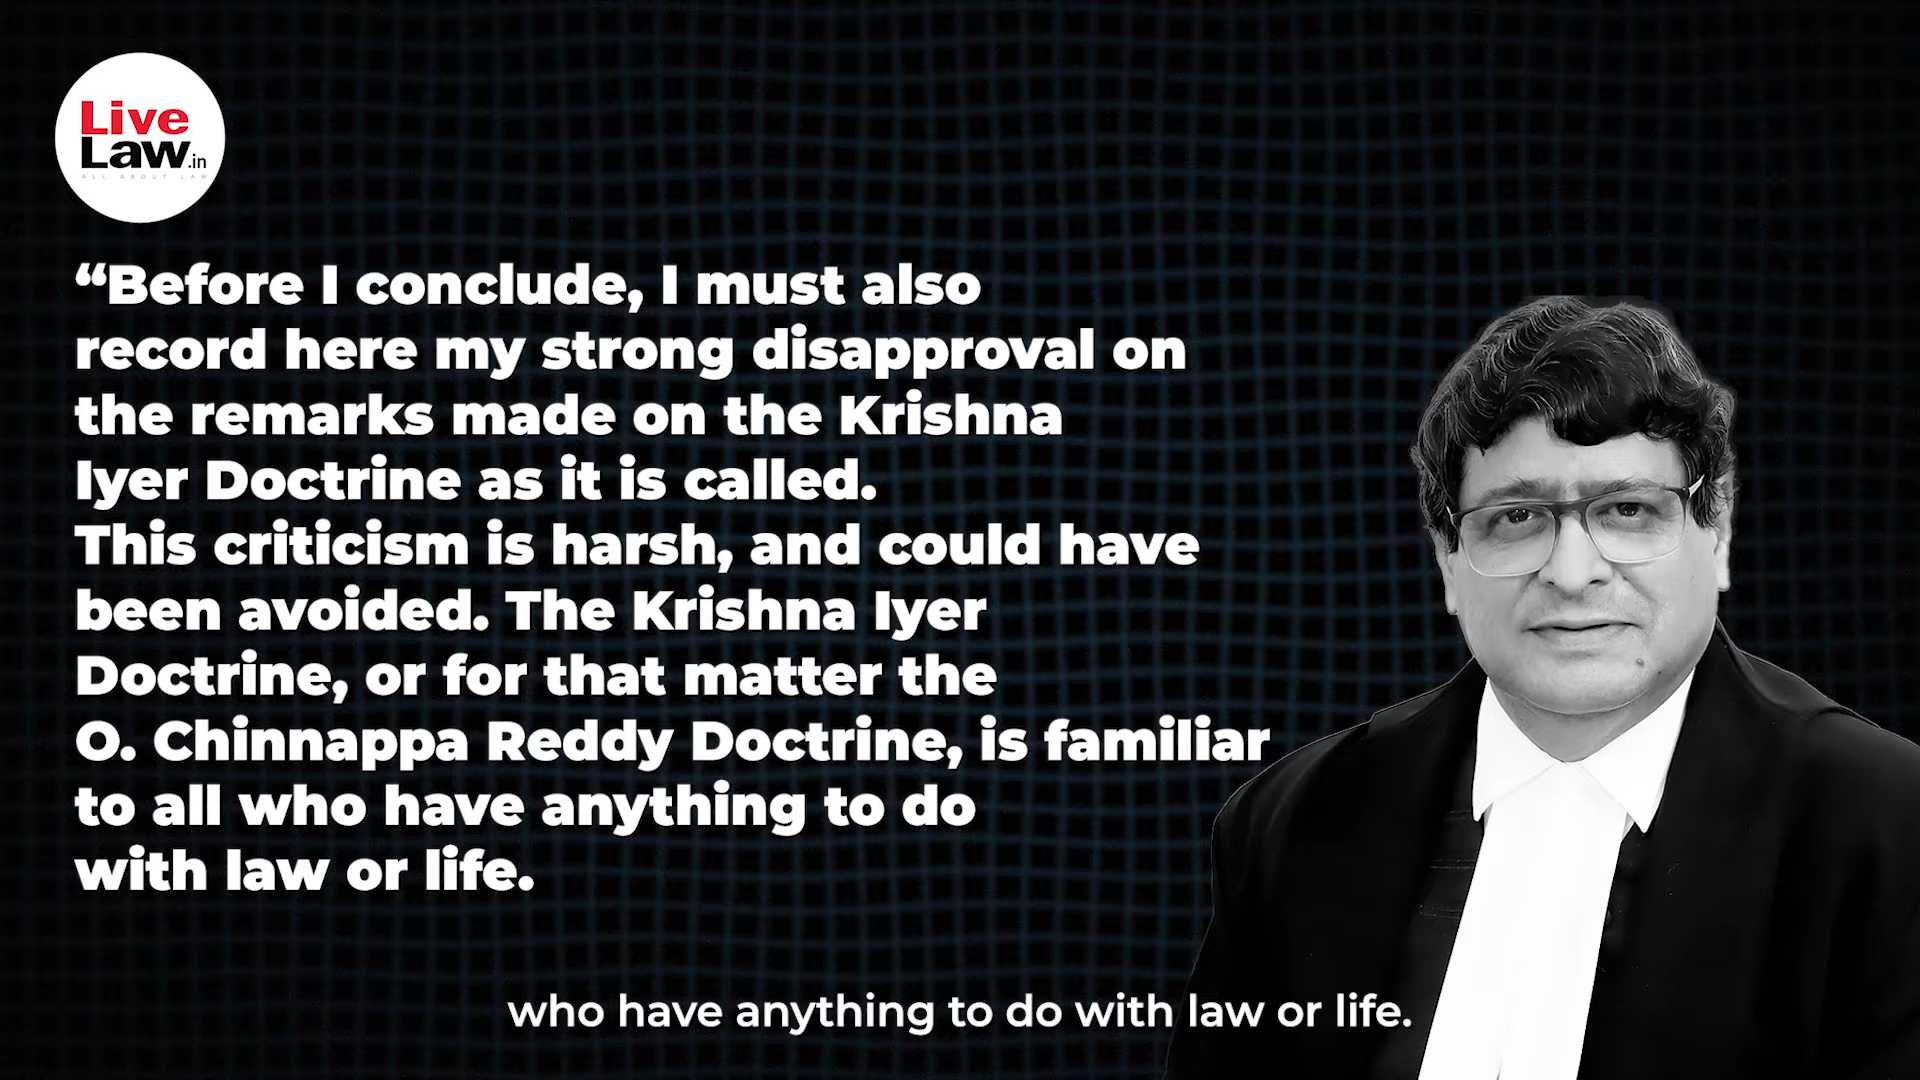 Live
Law.in
ALL ABOUT LAW
“Before I conclude, I must also
record here my strong disapproval on
the remarks made on the Krishna
Iyer Doctrine as it is called.
This criticism is harsh, and could have
been avoided. The Krishna Iyer
Doctrine, or for that matter the
O. Chinnappa Reddy Doctrine, is familiar
to all who have anything to do
with law or life.
who have anything to do with law or life.